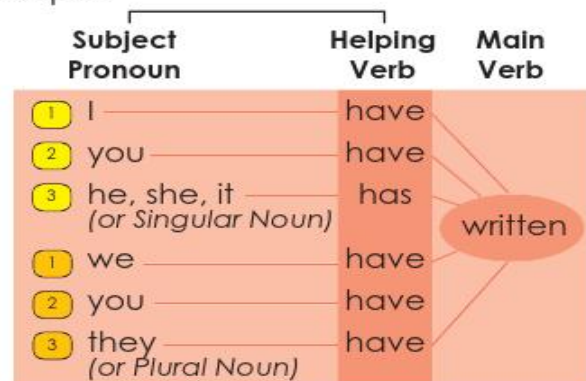 Subject Helping Main
Pronoun Verb Verb
1 I have
2 you have
3 he, she, it has
(or Singular Noun)
written
1 we have
2 you have
3 they have
(or Plural Noun)